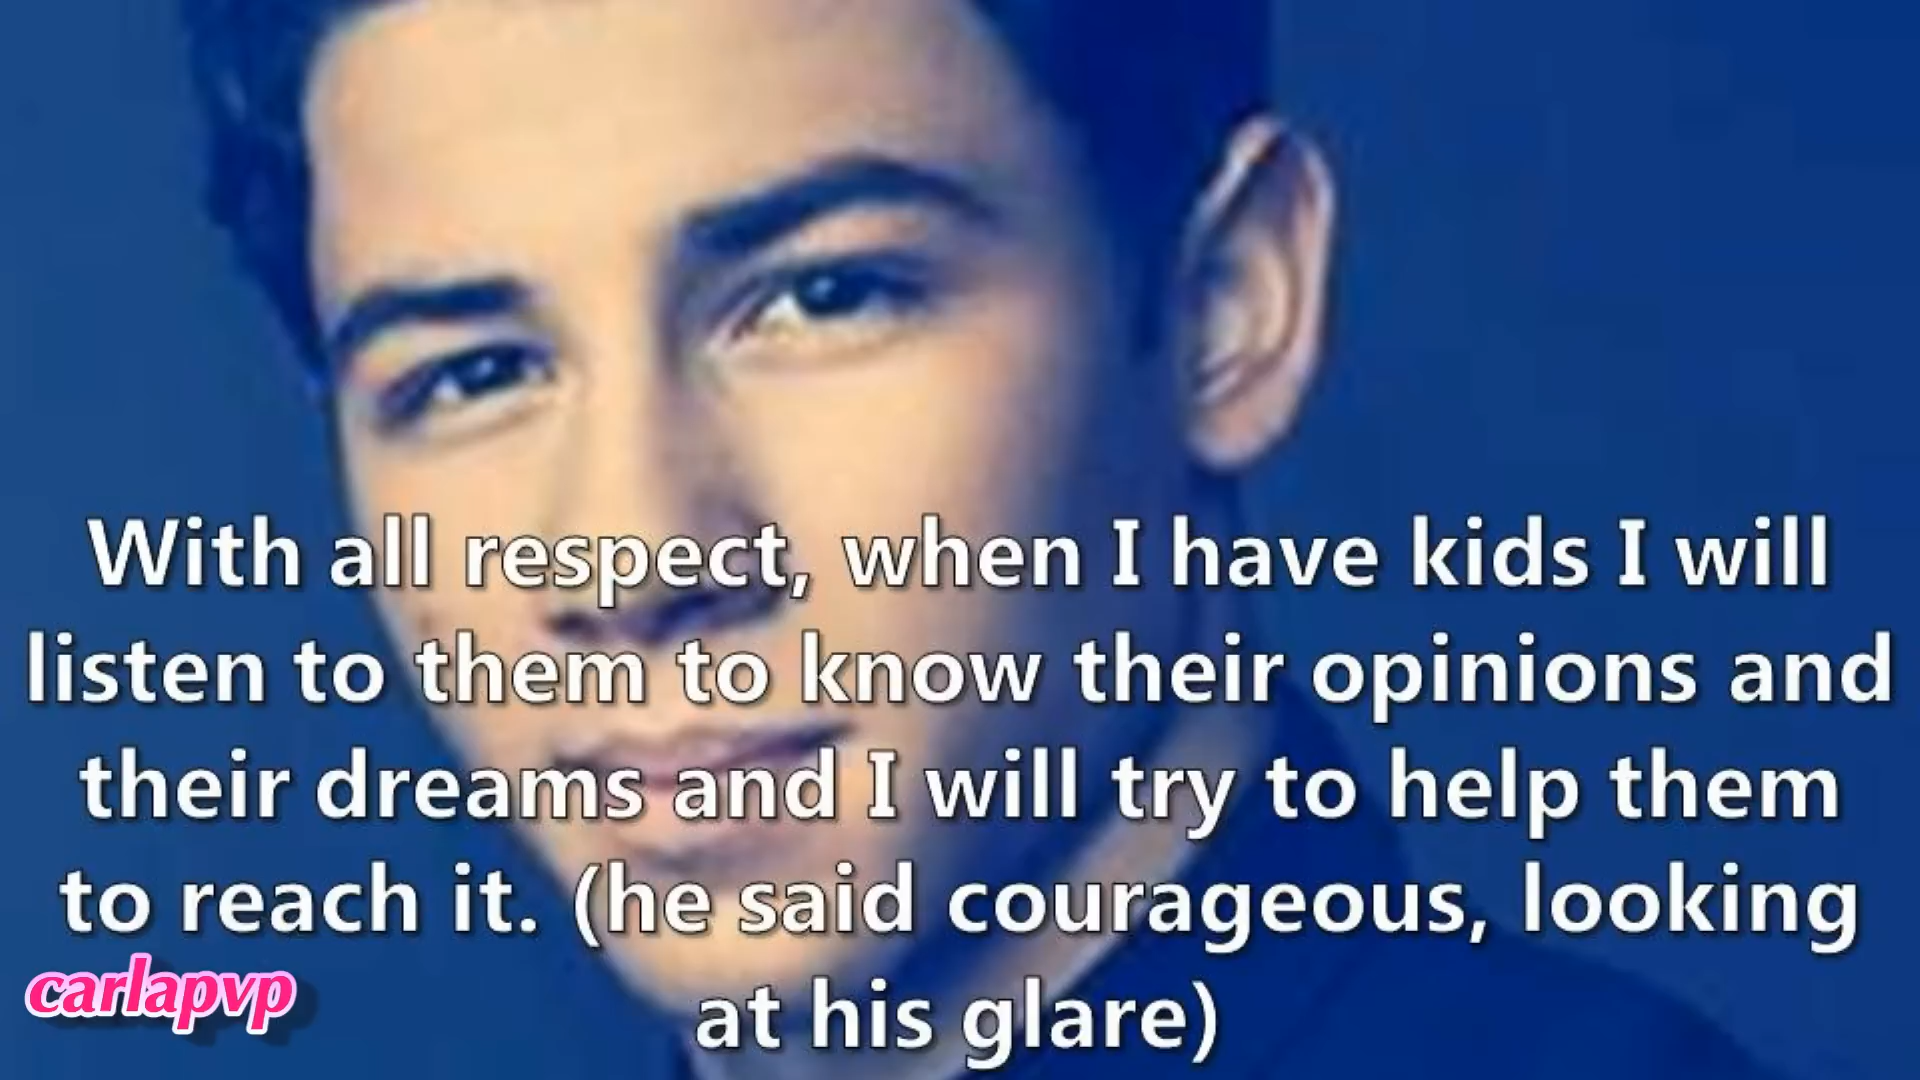 With all respect, when I have kids I will
listen to them to know their opinions and
their dreams and I will try to help them
to reach it. (he said courageous, looking
at his glare)
carlapvp